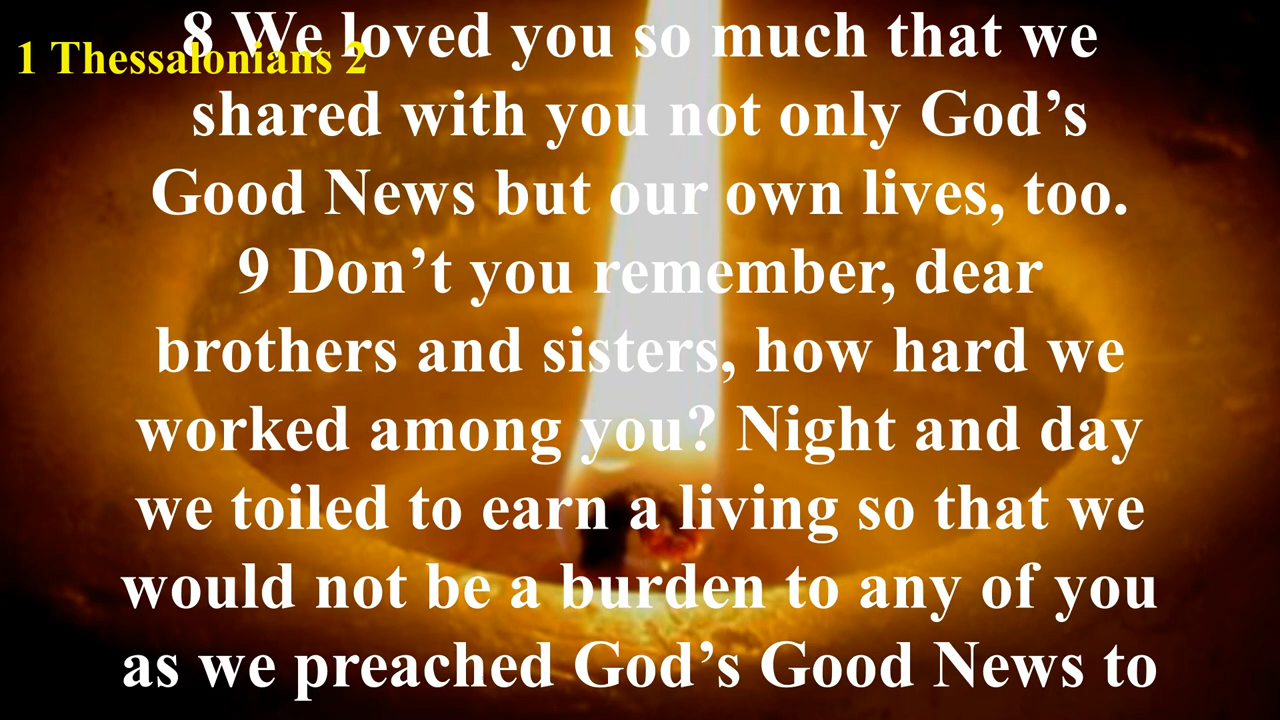 8 We loved you so much that we
1 Thessalonians 2
shared with you not only God’s
Good News but our own lives, too.
9 Don’t you remember, dear
brothers and sisters, how hard we
worked among you? Night and day
we toiled to earn a living so that we
would not be a burden to any of you
as we preached God’s Good News to